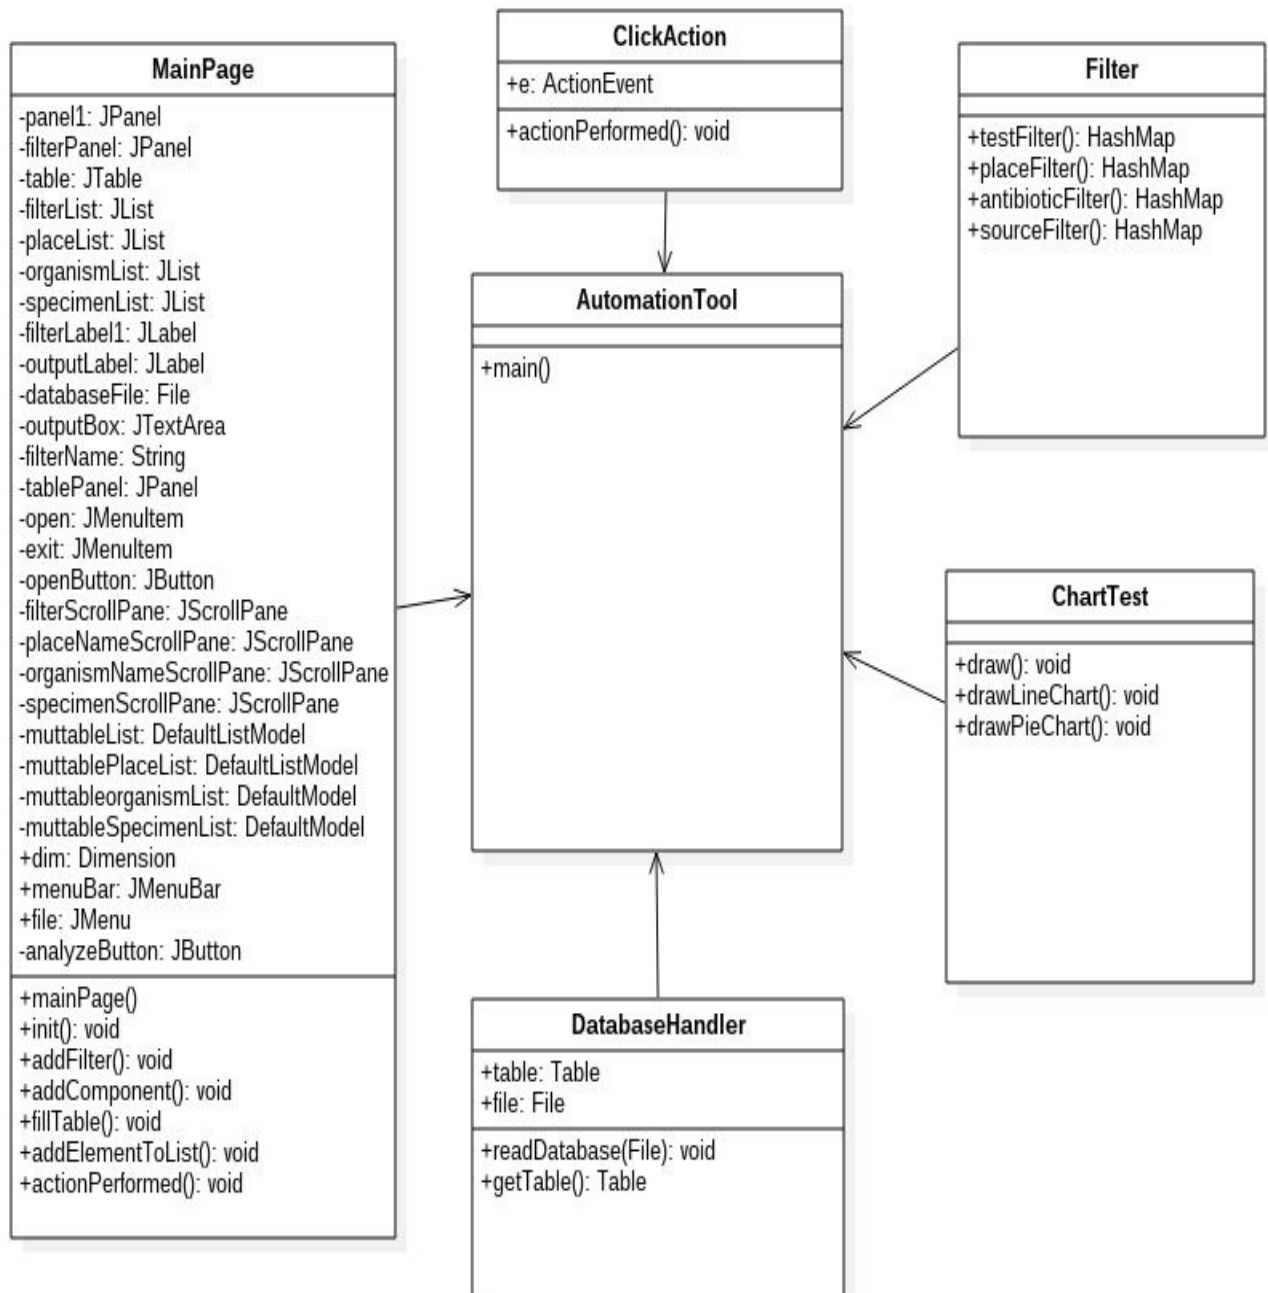 MainPage
-panel1: JPanel
-filterPanel: JPanel
-table: JTable
-filterList: JList
-placeList: JList
-organismList: JList
-specimenList: JList
-filterLabel1: JLabel
-outputLabel: JLabel
-databaseFile: File
-outputBox: JTextArea
-filterName: String
-tablePanel: JPanel
-open: JMenuItem
-exit: JMenuItem
-openButton: JButton
-filterScrollPane: JScrollPane
-placeNameScrollPane: JScrollPane
-organismNameScrollPane: JScrollPane
-specimenScrollPane: JScrollPane
-muttableList: DefaultListModel
-muttablePlaceList: DefaultListModel
-muttableorganismList: DefaultModel
-muttableSpecimenList: DefaultModel
+dim: Dimension
+menuBar: JMenuBar
+file: JMenu
-analyzeButton: JButton
+mainPage()
+init(): void
+addFilter(): void
+addComponent(): void
+fillTable(): void
+addElementToList(): void
+actionPerformed(): void
ClickAction
+e: ActionEvent
+actionPerformed(): void
AutomationTool
+main()
DatabaseHandler
+table: Table
+file: File
+readDatabase(File): void
+getTable(): Table
Filter
+testFilter(): HashMap
+placeFilter(): HashMap
+antibioticFilter(): HashMap
+sourceFilter(): HashMap
ChartTest
+draw(): void
+drawLineChart(): void
+drawPieChart(): void